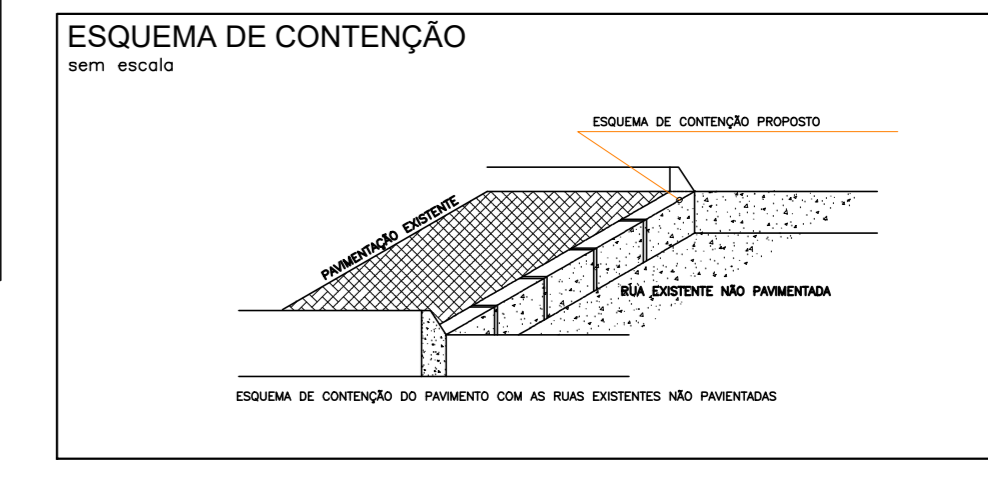 ESQUEMA DE CONTENÇÃO
sem escala
ESQUEMA DE CONTENÇÃO PROPOSTO
PAVIMENTAÇÃO EXISTENTE
RUA EXISTENTE NÃO PAVIMENTADA
ESQUEMA DE CONTENÇÃO DO PAVIMENTO COM AS RUAS EXISTENTES NÃO PAVIENTADAS